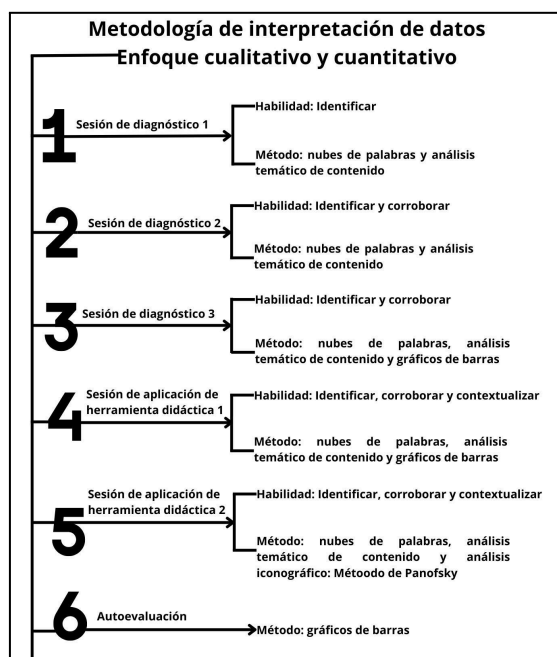 Metodología de interpretación de datos
Enfoque cualitativo y cuantitativo
1
Sesión de diagnóstico 1
Habilidad: Identificar
Método: nubes de palabras y análisis
temático de contenido
2
Sesión de diagnóstico 2
Habilidad: Identificar y corroborar
Método: nubes de palabras y análisis
temático de contenido
3
Sesión de diagnóstico 3
Habilidad: Identificar y corroborar
Método: nubes de palabras, análisis
temático de contenido y gráficos de barras
4
Sesión de aplicación de
herramienta didáctica 1
Habilidad: Identificar, corroborar y contextualizar
Método: nubes de palabras, análisis
temático de contenido y gráficos de barras
5
Sesión de aplicación de
herramienta didáctica 2
Habilidad: Identificar, corroborar y contextualizar
Método: nubes de palabras, análisis
temático de contenido y análisis
iconográfico: Métoodo de Panofsky
6
Autoevaluación
Método: gráficos de barras